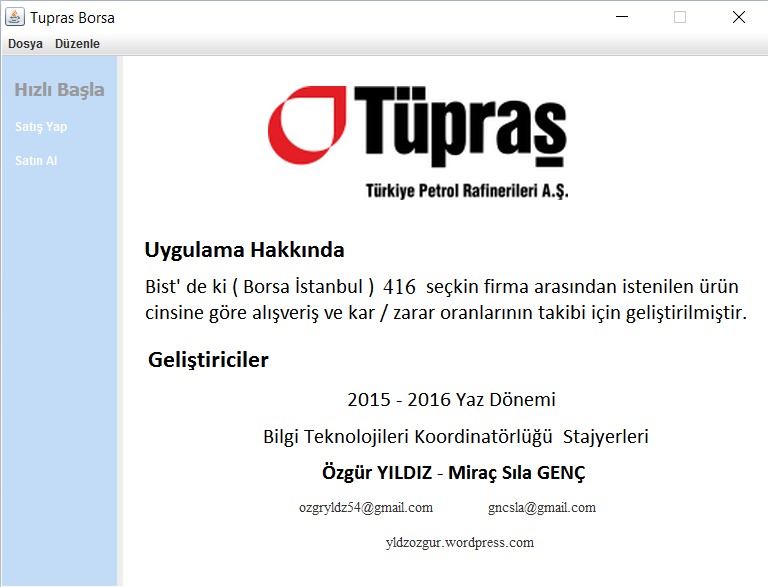 Tupras Borsa
Dosya Düzenle
Hızlı Başla
Satış Yap
Satın Al
Tüpraş
Türkiye Petrol Rafinerileri A.Ş.
Uygulama Hakkında
Bist' de ki ( Borsa İstanbul ) 416 seçkin firma arasından istenilen ürün
cinsine göre alışveriş ve kar / zarar oranlarının takibi için geliştirilmiştir.
Geliştiriciler
2015 - 2016 Yaz Dönemi
Bilgi Teknolojileri Koordinatörlüğü Stajyerleri
Özgür YILDIZ - Miraç Sıla GENÇ
ozgryldz54@gmail.com gncsla@gmail.com
yldzozgur.wordpress.com